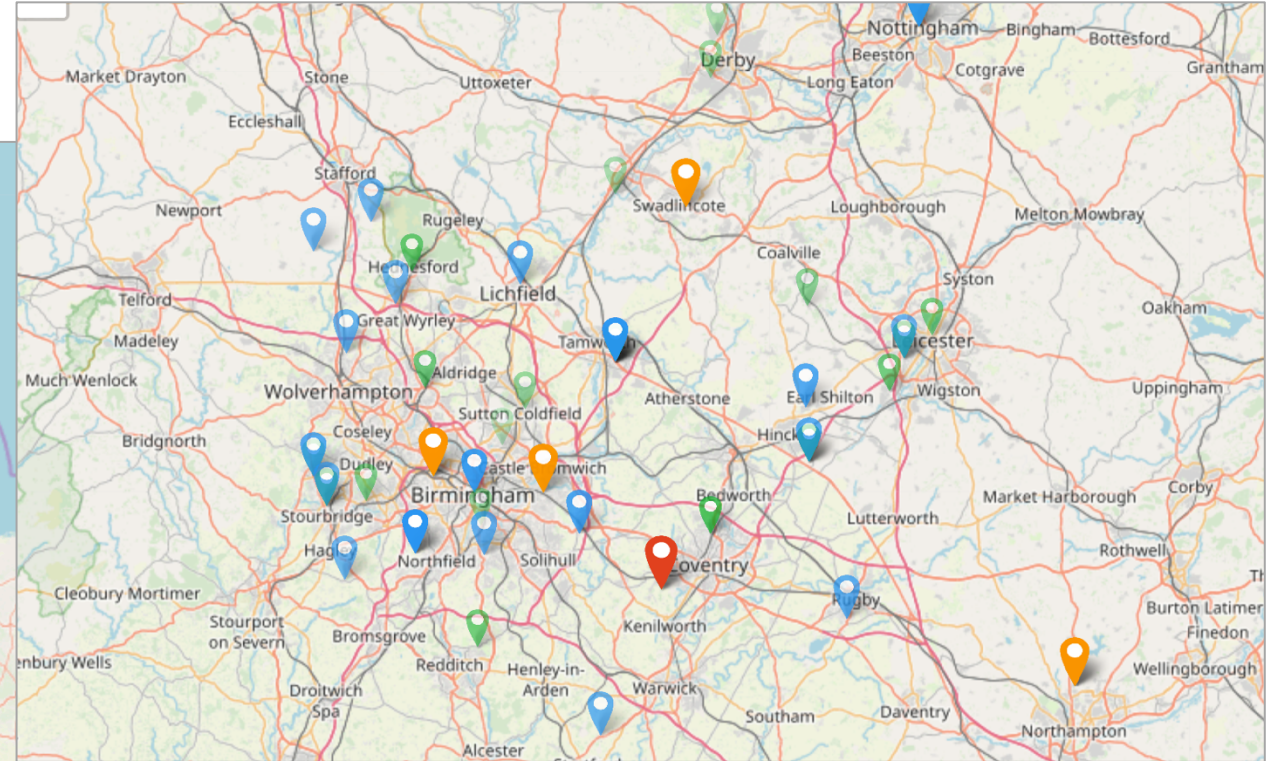 Nottingham
Bingham
Bottesford
Beeston
Derby
Grantham
Cotgrave
Market Drayton
Stone
Uttoxeter
Long Eaton
Eccleshall
Stafford
Newport
Swadlincote
Loughborough
Melton Mowbray
Rugeley
Coalville
Hednesford
Syston
Lichfield
Telford
Oakham
Great Wyrley
Madeley
Tamworth
Leicester
Aldridge
Much Wenlock
Uppingham
Wolverhampton
Wigston
Atherstone
Earl Shilton
Sutton Coldfield
Coseley
Hinckley
Bridgnorth
Dudley
Castle Bromwich
Corby
Birmingham
Bedworth
Market Harborough
Stourbridge
Lutterworth
Hagley
Rothwell
Northfield
Solihull
Coventry
Cleobury Mortimer
Rugby
Burton Latimer
Stourport
on Severn
Kenilworth
Finedon
Bromsgrove
enbury Wells
Redditch
Henley-in-
Arden
Wellingborough
Droitwich
Spa
Warwick
Daventry
Southam
Northampton
Alcester